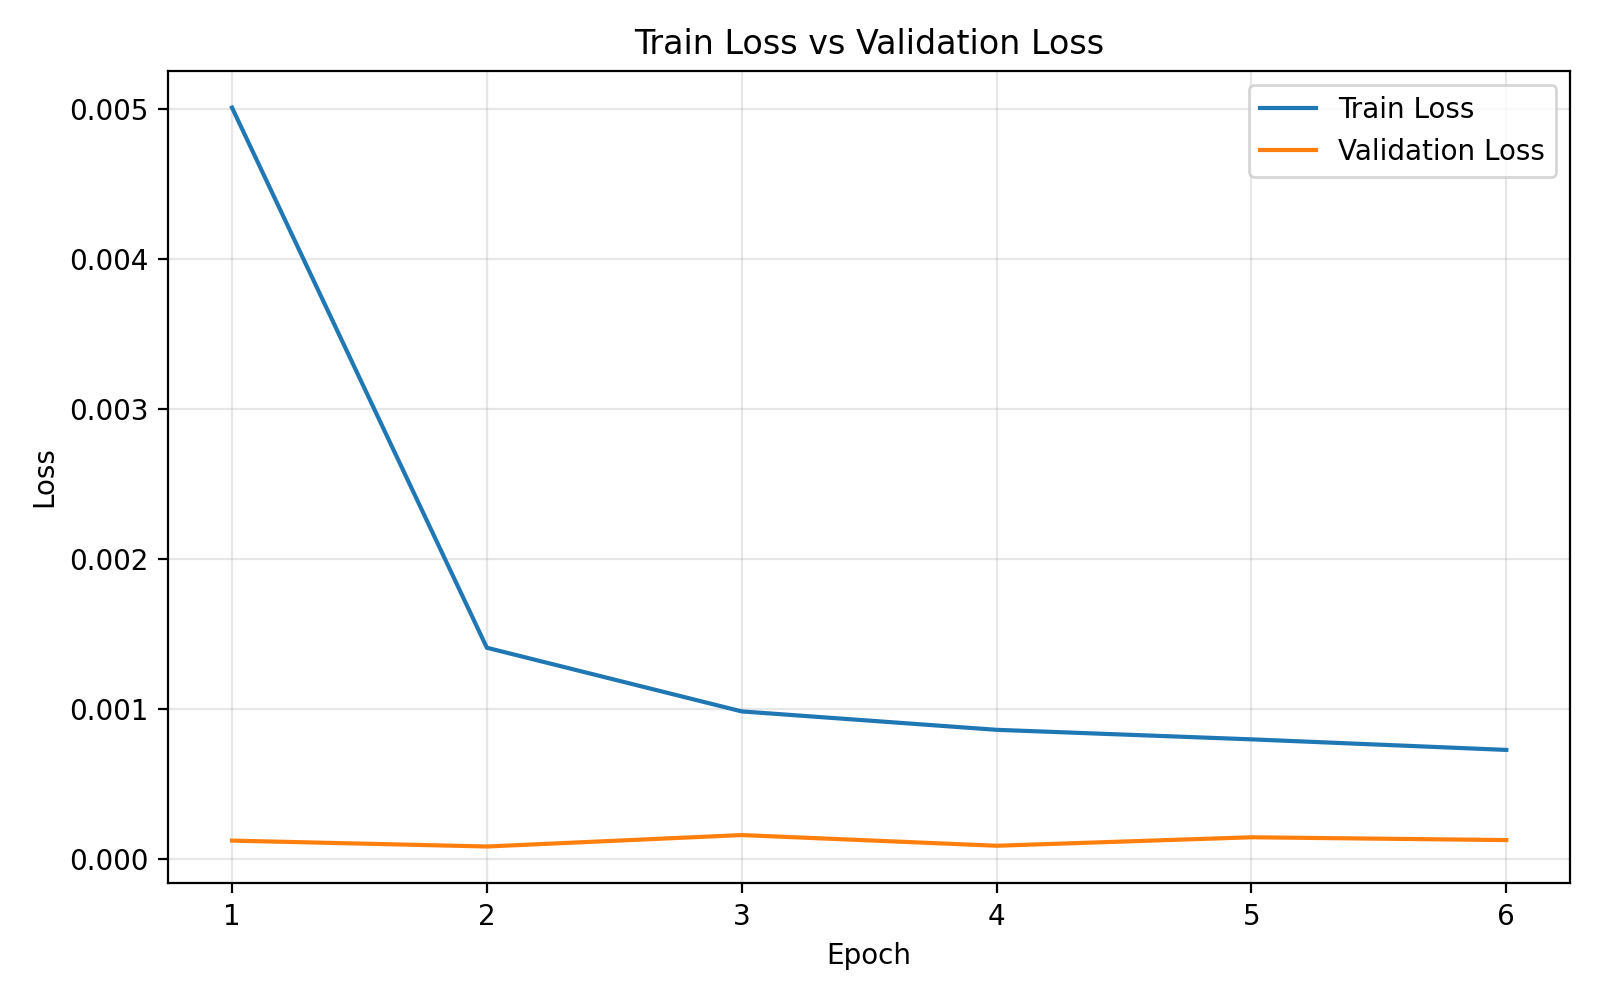 Train Loss vs Validation Loss
Train Loss
Validation Loss
0.005
0.004
0.003
0.002
0.001
0.000
Loss
1 2 3 4 5 6
Epoch